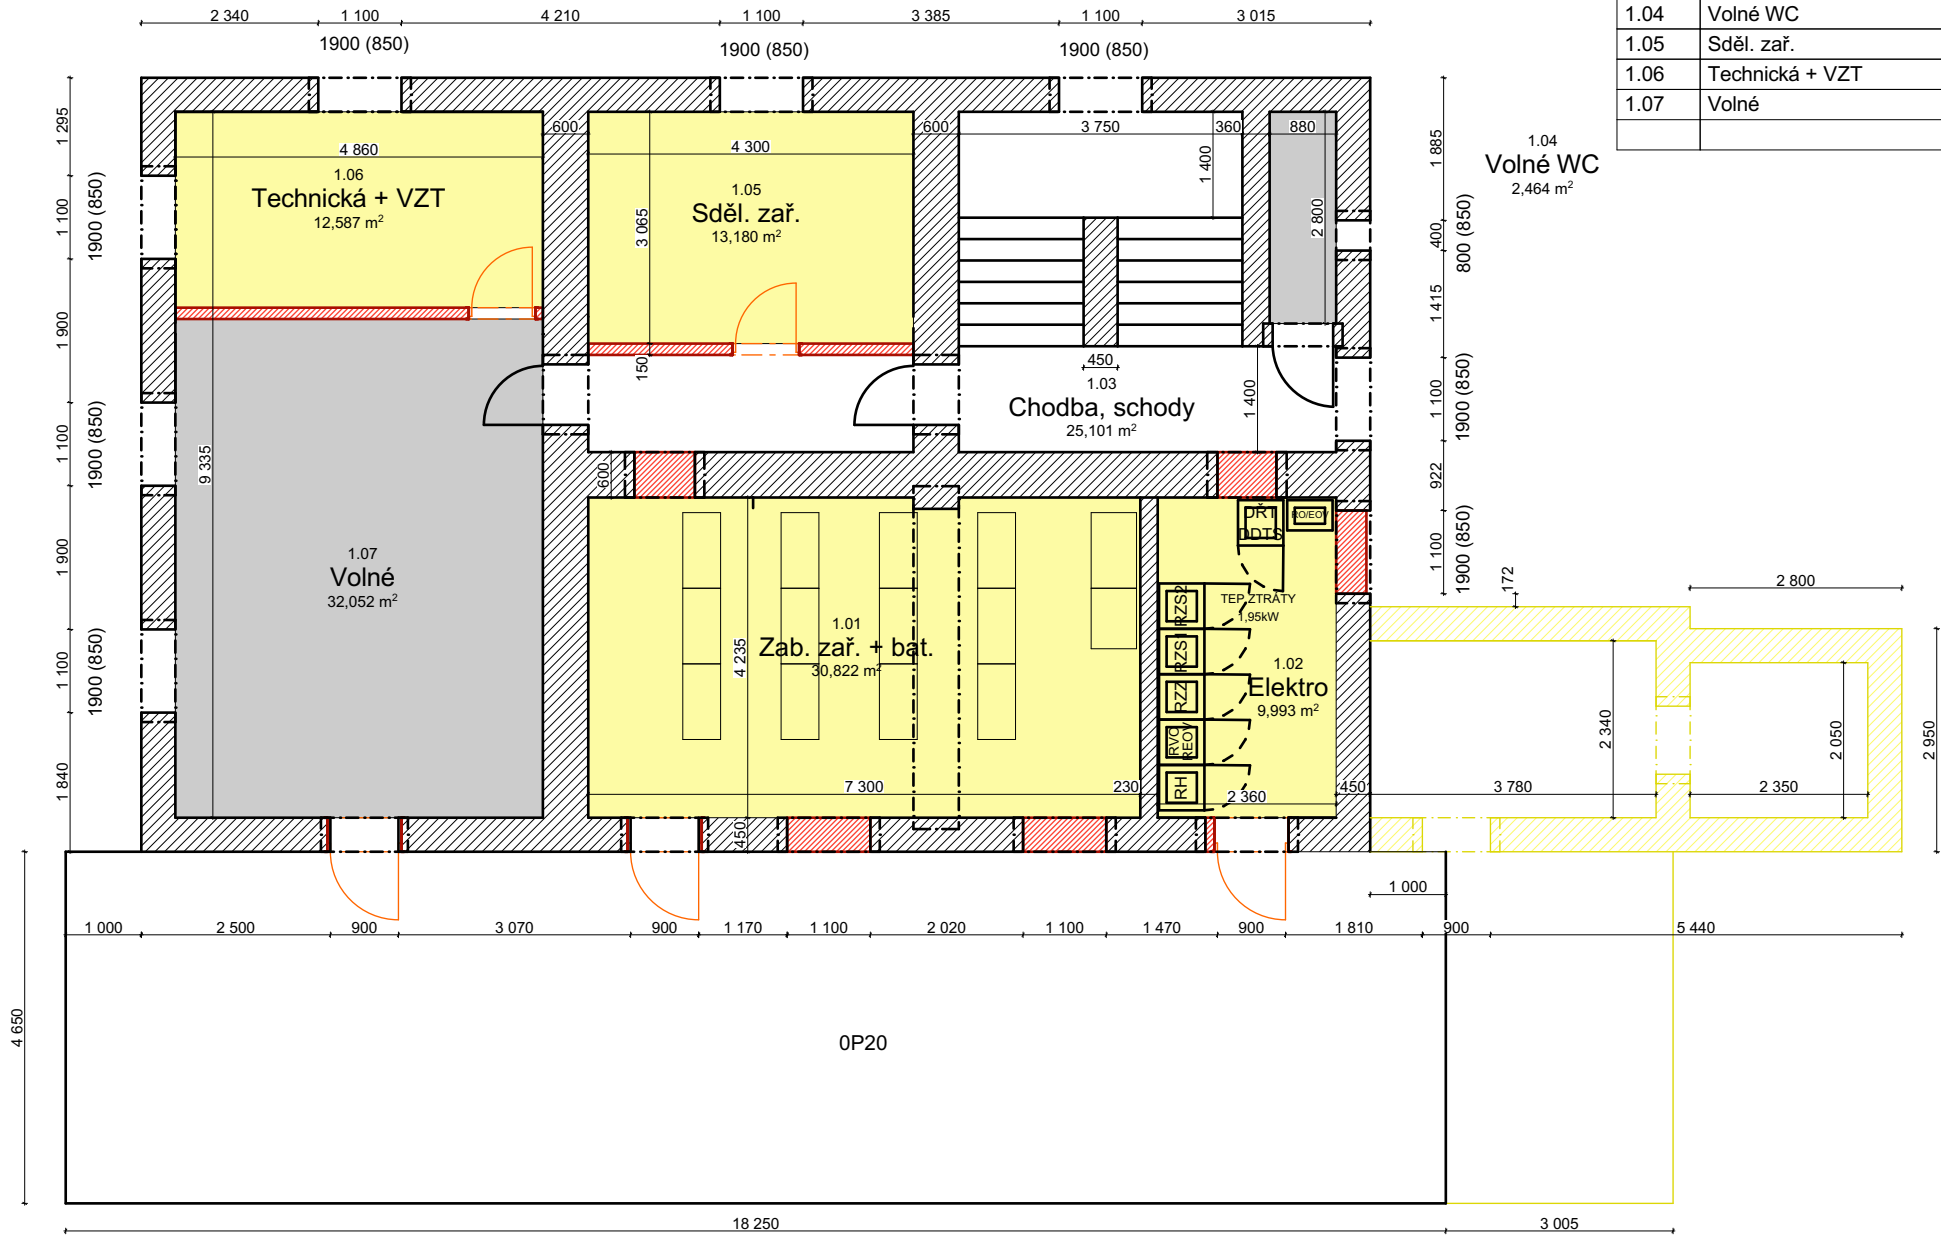 2 340
1 100
4 210
1 100
3 385
1 100
3 015
1900 (850)
1900 (850)
1900 (850)
1.04 Volné WC
1.05 Sděl. zař.
1.06 Technická + VZT
1.07 Volné
1 295
1 100
1 900
1 100
1 900
1 100
1 840
1900 (850)
1900 (850)
1900 (850)
600
600
3 750
360
880
4 860
4 300
1 400
1.06
Technická + VZT
12,587 m²
1.05
Sděl. zař.
13,180 m²
3 065
2 800
1 885
400
1 415
1 100
922
1 100
800 (850)
1900 (850)
1900 (850)
1.04
Volné WC
2,464 m²
150
450
1.03
Chodba, schody
25,101 m²
1 400
9 335
600
1.07
Volné
32,052 m²
1.01
Zab. zař. + bat.
30,822 m²
4 235
DŘT
DDTS
RO/EOV
TEP.ZTRÁTY
1,95kW
RZS2
RZS1
RZZ
RVO
REOV
RH
1.02
Elektro
9,993 m²
7 300
230
2 360
450
450
172
2 800
2 340
2 050
2 950
3 780
2 350
1 000
1 000
2 500
900
3 070
900
1 170
1 100
2 020
1 100
1 470
900
1 810
900
5 440
4 650
0P20
18 250
3 005